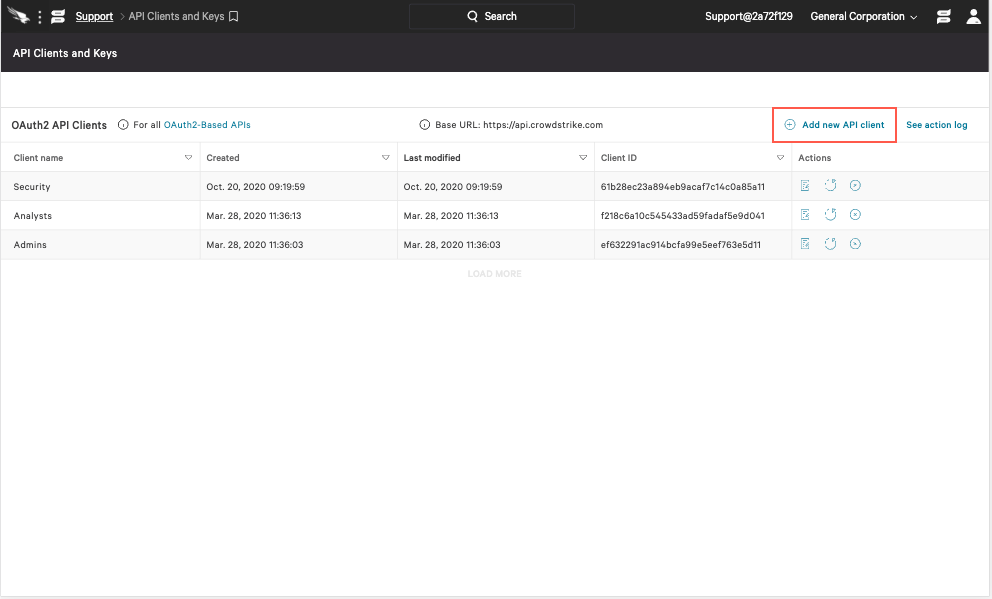 Support > API Clients and Keys Search Support@2a72f129 General Corporation
API Clients and Keys
OAuth2 API Clients For all OAuth2-Based APIs Base URL: https://api.crowdstrike.com Add new API client See action log
Client name Created Last modified Client ID Actions
Security Oct. 20, 2020 09:19:59 Oct. 20, 2020 09:19:59 61b28ec23a894eb9acaf7c14c0a85a11
Analysts Mar. 28, 2020 11:36:13 Mar. 28, 2020 11:36:13 f218c6a10c545433ad59fadaf5e9d041
Admins Mar. 28, 2020 11:36:03 Mar. 28, 2020 11:36:03 ef632291ac914bcfa99e5eef763e5d11
LOAD MORE